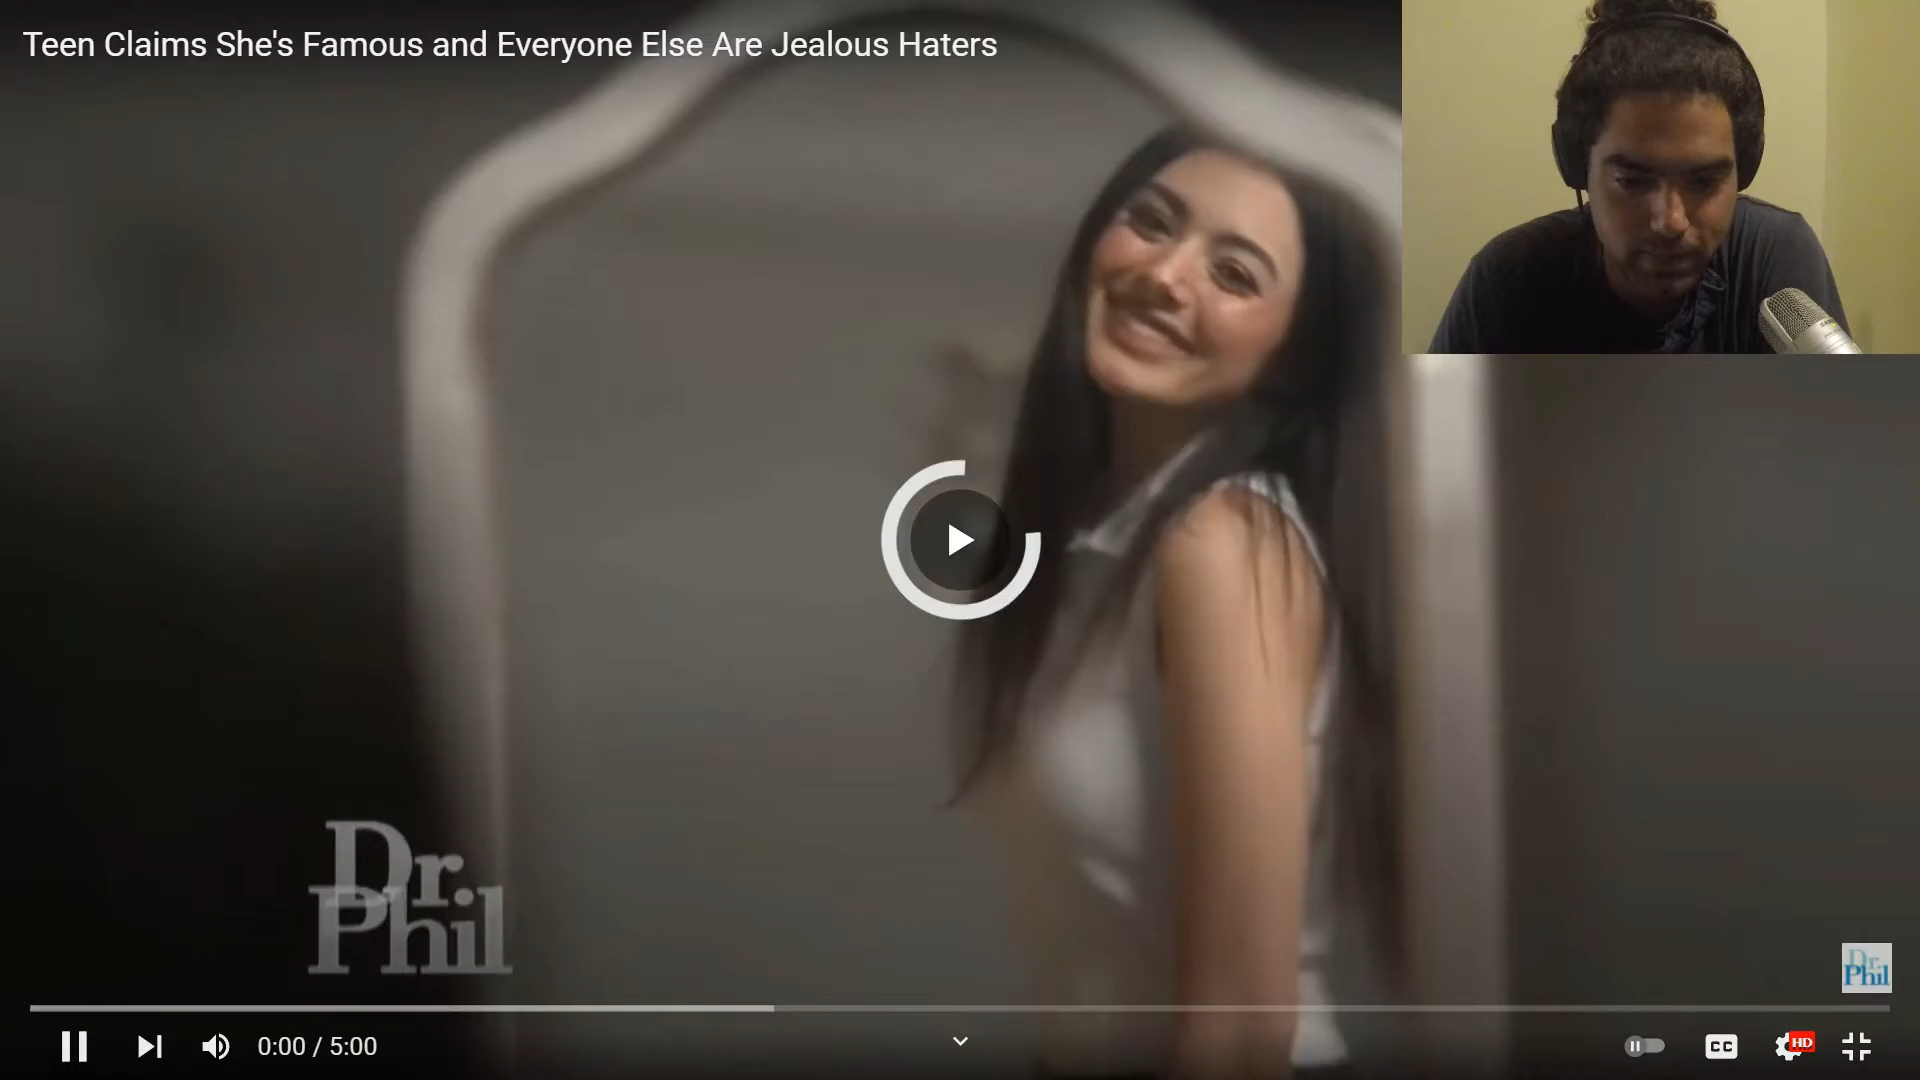 Teen Claims She's Famous and Everyone Else Are Jealous Haters
Dr.
Phil
Dr.
Phil
0:00 / 5:00
CC
HD